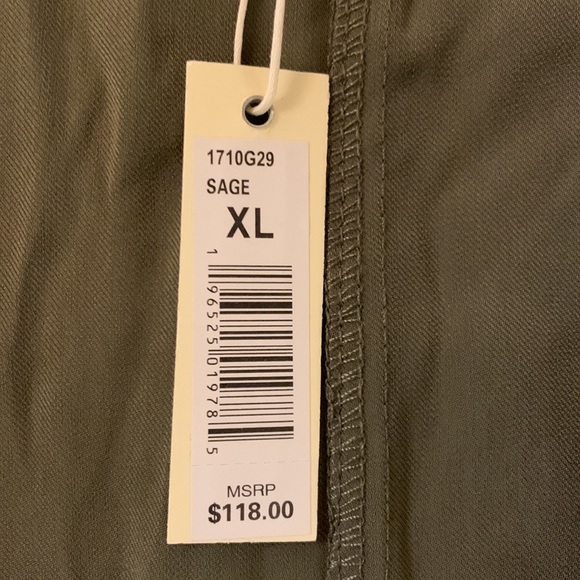 1710G29
SAGE
XL
1 96525 01978 5
MSRP
$118.00